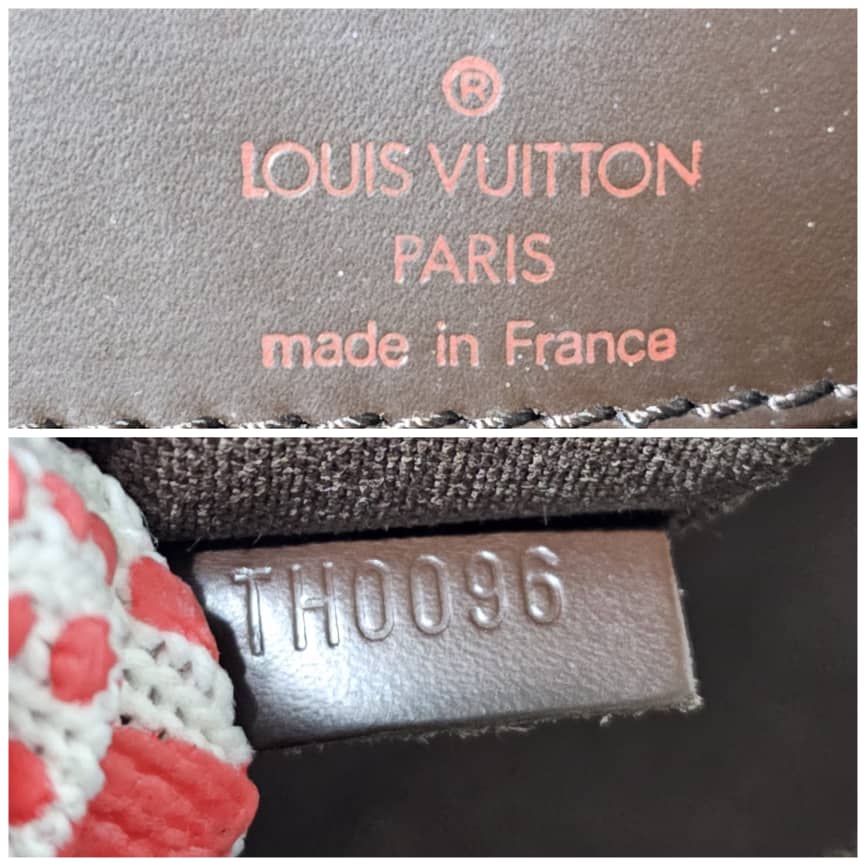 ®
LOUIS VUITTON
PARIS
made in France
TH0096